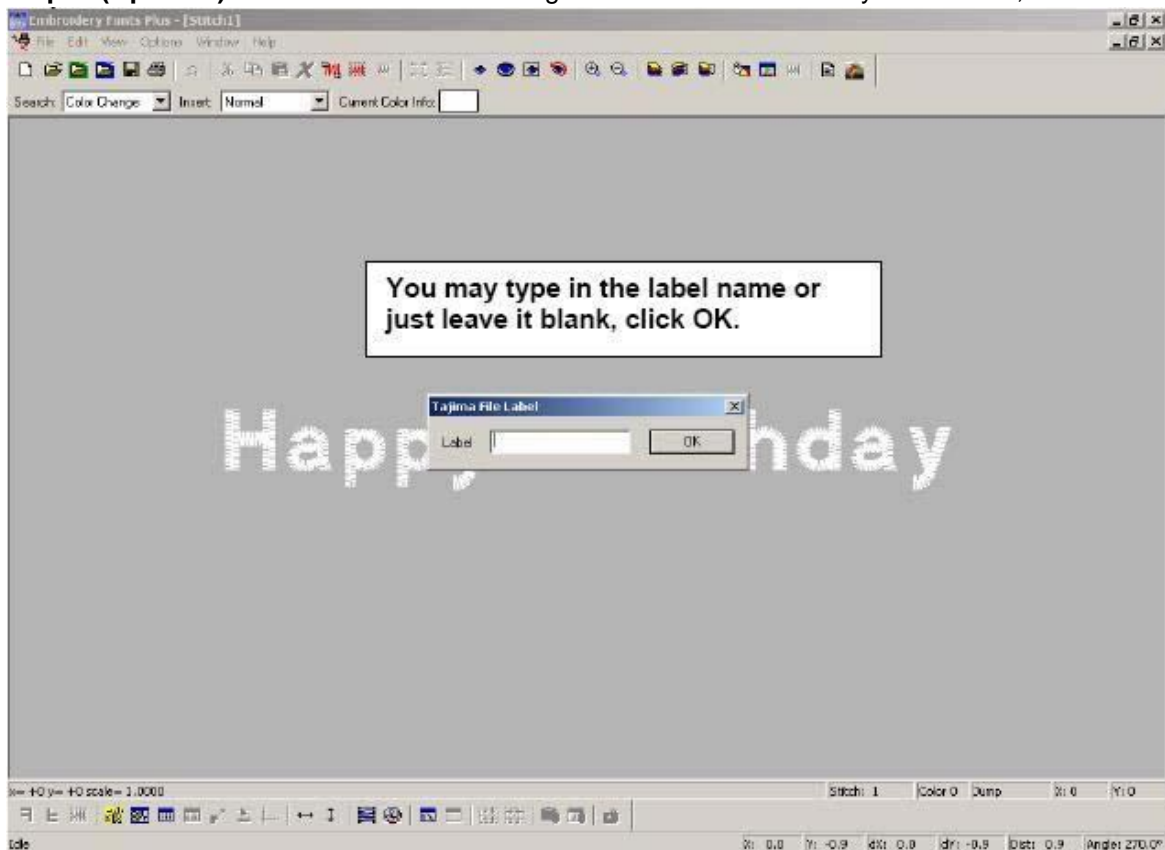 Embroidery Fonts Plus - [Stitch1]
File Edit View Options Window Help
Search: Color Change Insert: Normal Current Color Info:
You may type in the label name or
just leave it blank, click OK.
Tajima File Label
Label OK
Happy hday
x= +0 y= +0 scale= 1.0000 Stitch: 1 Color 0 Jump X: 0 Y: 0
Idle X: 0.0 Y: -0.9 dX: 0.0 dY: -0.9 Dist: 0.9 Angle: 270.0°